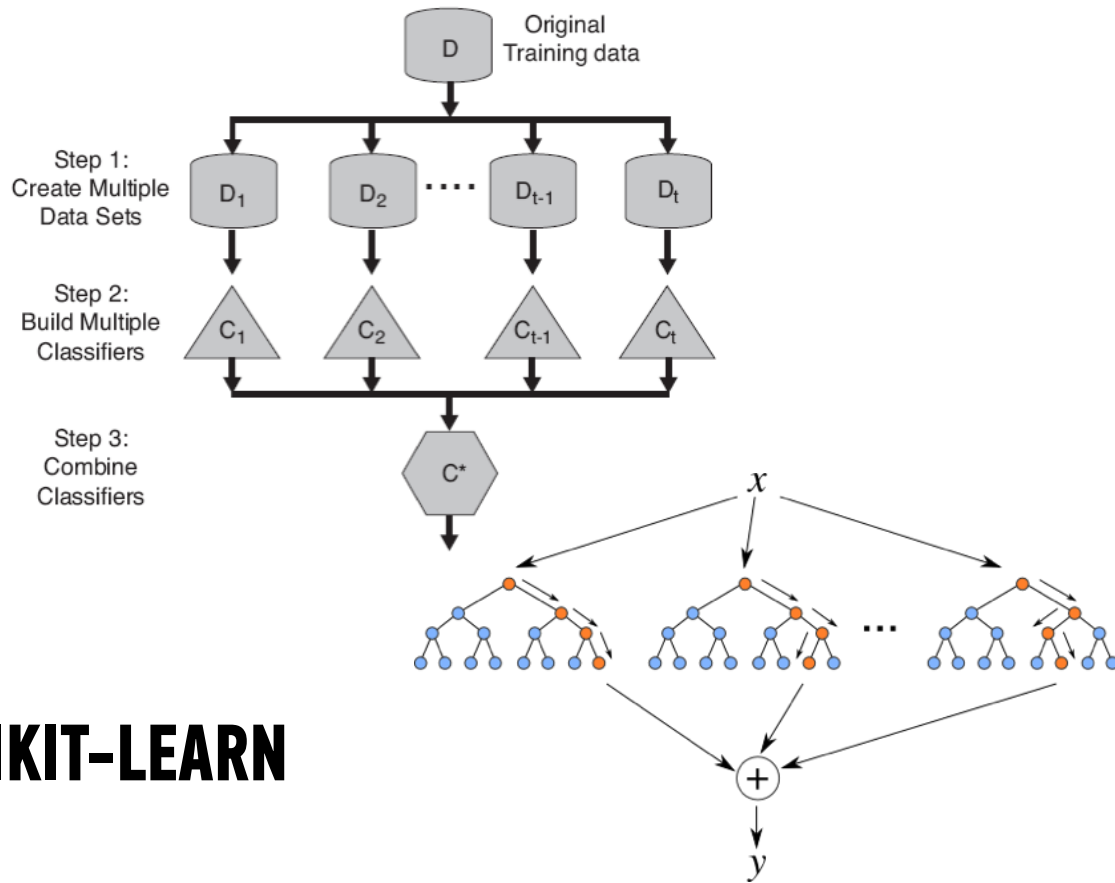 D
Original
Training data
Step 1:
Create Multiple
Data Sets
D1
D2
....
Dt-1
Dt
Step 2:
Build Multiple
Classifiers
C1
C2
Ct-1
Ct
Step 3:
Combine
Classifiers
C*
x
...
KIT-LEARN
+
y